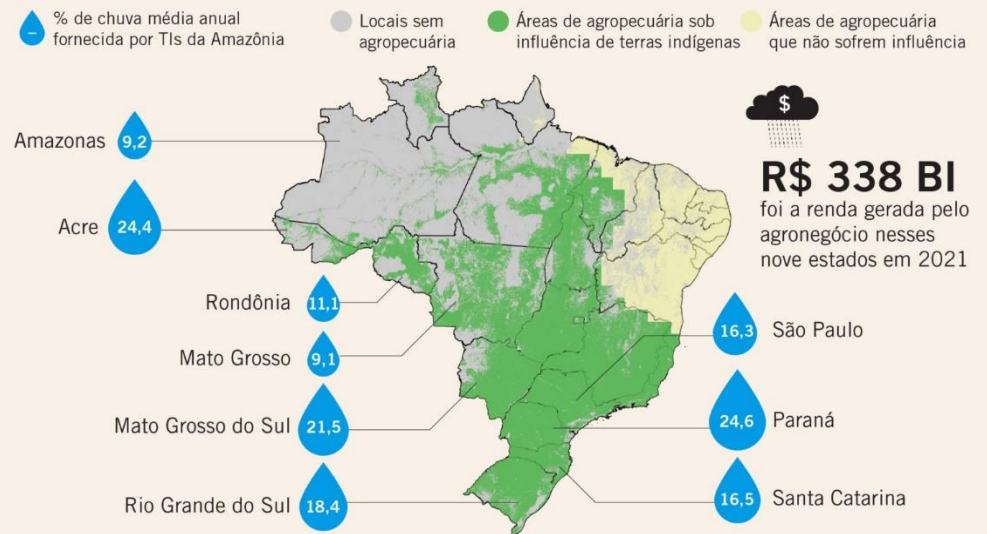 % de chuva média anual
fornecida por TIs da Amazônia
Locais sem
agropecuária
Áreas de agropecuária sob
influência de terras indígenas
Áreas de agropecuária
que não sofrem influência
$
R$ 338 BI
foi a renda gerada pelo
agronegócio nesses
nove estados em 2021
Amazonas 9,2
Acre 24,4
Rondônia 11,1
Mato Grosso 9,1
Mato Grosso do Sul 21,5
Rio Grande do Sul 18,4
16,3 São Paulo
24,6 Paraná
16,5 Santa Catarina